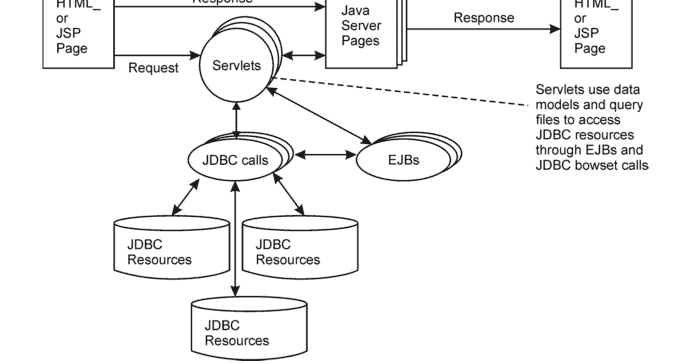 HTML_
or
JSP
Page
Response
Request
Servlets
Java
Server
Pages
Response
HTML_
or
JSP
Page
Servlets use data
models and query
files to access
JDBC resources
through EJBs and
JDBC bowset calls
JDBC calls
EJBs
JDBC
Resources
JDBC
Resources
JDBC
Resources